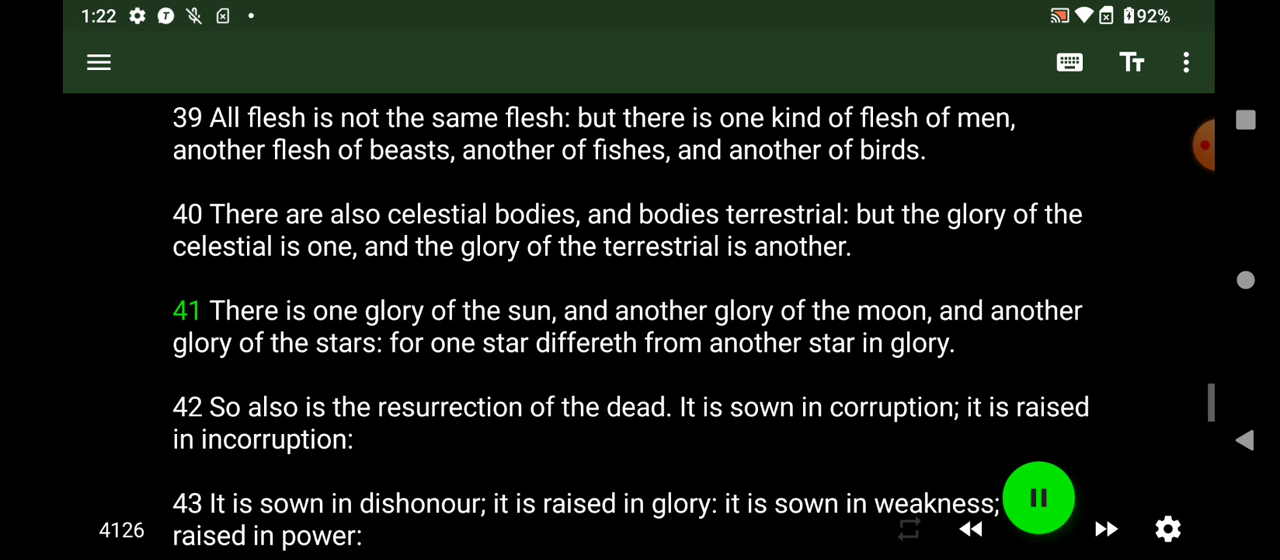 1:22
92%
39 All flesh is not the same flesh: but there is one kind of flesh of men,
another flesh of beasts, another of fishes, and another of birds.
40 There are also celestial bodies, and bodies terrestrial: but the glory of the
celestial is one, and the glory of the terrestrial is another.
41 There is one glory of the sun, and another glory of the moon, and another
glory of the stars: for one star differeth from another star in glory.
42 So also is the resurrection of the dead. It is sown in corruption; it is raised
in incorruption:
43 It is sown in dishonour; it is raised in glory: it is sown in weakness;
raised in power:
4126